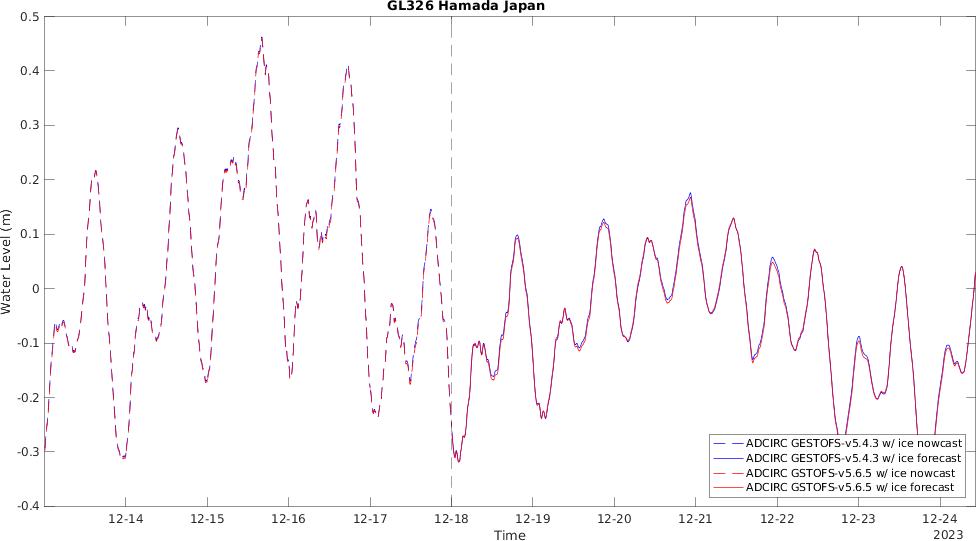 GL326 Hamada Japan
0.5
0.4
0.3
0.2
0.1
0
-0.1
-0.2
-0.3
-0.4
Water Level (m)
ADCIRC GESTOFS-v5.4.3 w/ ice nowcast
ADCIRC GESTOFS-v5.4.3 w/ ice forecast
ADCIRC GSTOFS-v5.6.5 w/ ice nowcast
ADCIRC GSTOFS-v5.6.5 w/ ice forecast
12-14 12-15 12-16 12-17 12-18 12-19 12-20 12-21 12-22 12-23 12-24
Time
2023